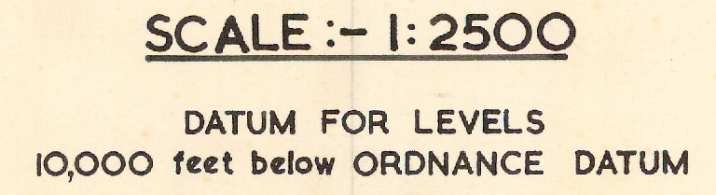 SCALE :- 1:2500
DATUM FOR LEVELS
10,000 feet below ORDNANCE DATUM